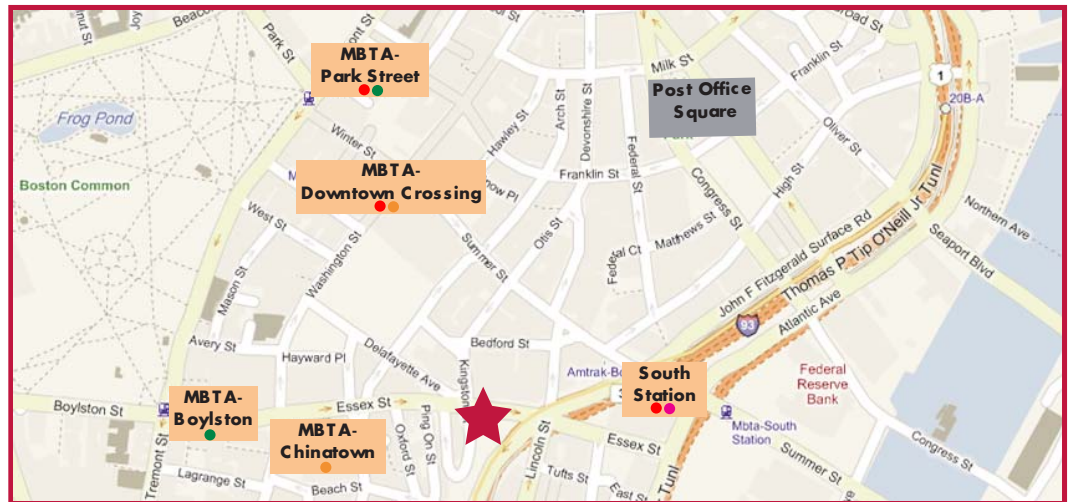 Beacon
Park St
MBTA-
Park Street
Milk St
Franklin St
Post Office
Square
1
20B-A
Frog Pond
Boston Common
Winter St
Hawley St
Arch St
Devonshire St
Federal St
Oliver St
MBTA-
Downtown Crossing
Franklin St
Congress St
High St
West St
Washington St
Summer St
Otis St
Federal Ct
Matthews St
John F Fitzgerald Surface Rd
Thomas P Tip O'Neill Jr Tunl
Northern Ave
Seaport Blvd
Atlantic Ave
93
Mason St
Avery St
Hayward Pl
Delafayette Ave
Bedford St
Kingston
Amtrak-Bo
South
Station
Federal
Reserve
Bank
MBTA-
Boylston
Boylston St
Essex St
MBTA-
Chinatown
Ping On St
Oxford St
Lincoln St
Essex St
Mbta-South
Station
Summer St
Congress St
Tremont St
Lagrange St
Beach St
Tufts St
East St
Tunl